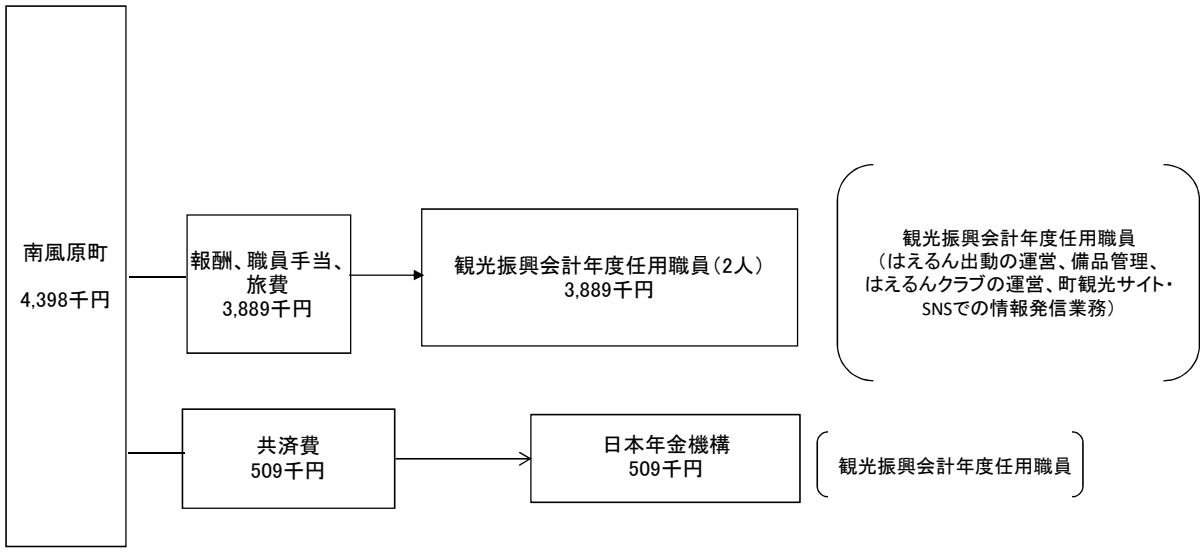 南風原町
4,398千円
報酬、職員手当、
旅費
3,889千円
観光振興会計年度任用職員(2人)
3,889千円
観光振興会計年度任用職員
(はえるん出動の運営、備品管理、
はえるんクラブの運営、町観光サイト・
SNSでの情報発信業務)
共済費
509千円
日本年金機構
509千円
観光振興会計年度任用職員